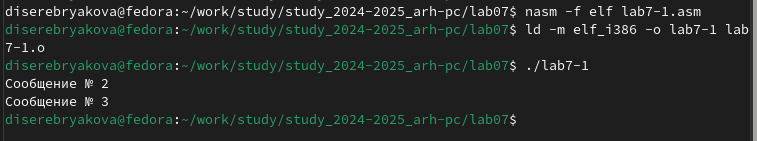 diserebryakova@fedora:~/work/study/study_2024-2025_arh-pc/lab07$ nasm -f elf lab7-1.asm
diserebryakova@fedora:~/work/study/study_2024-2025_arh-pc/lab07$ ld -m elf_i386 -o lab7-1 lab
7-1.o
diserebryakova@fedora:~/work/study/study_2024-2025_arh-pc/lab07$ ./lab7-1
Сообщение № 2
Сообщение № 3
diserebryakova@fedora:~/work/study/study_2024-2025_arh-pc/lab07$